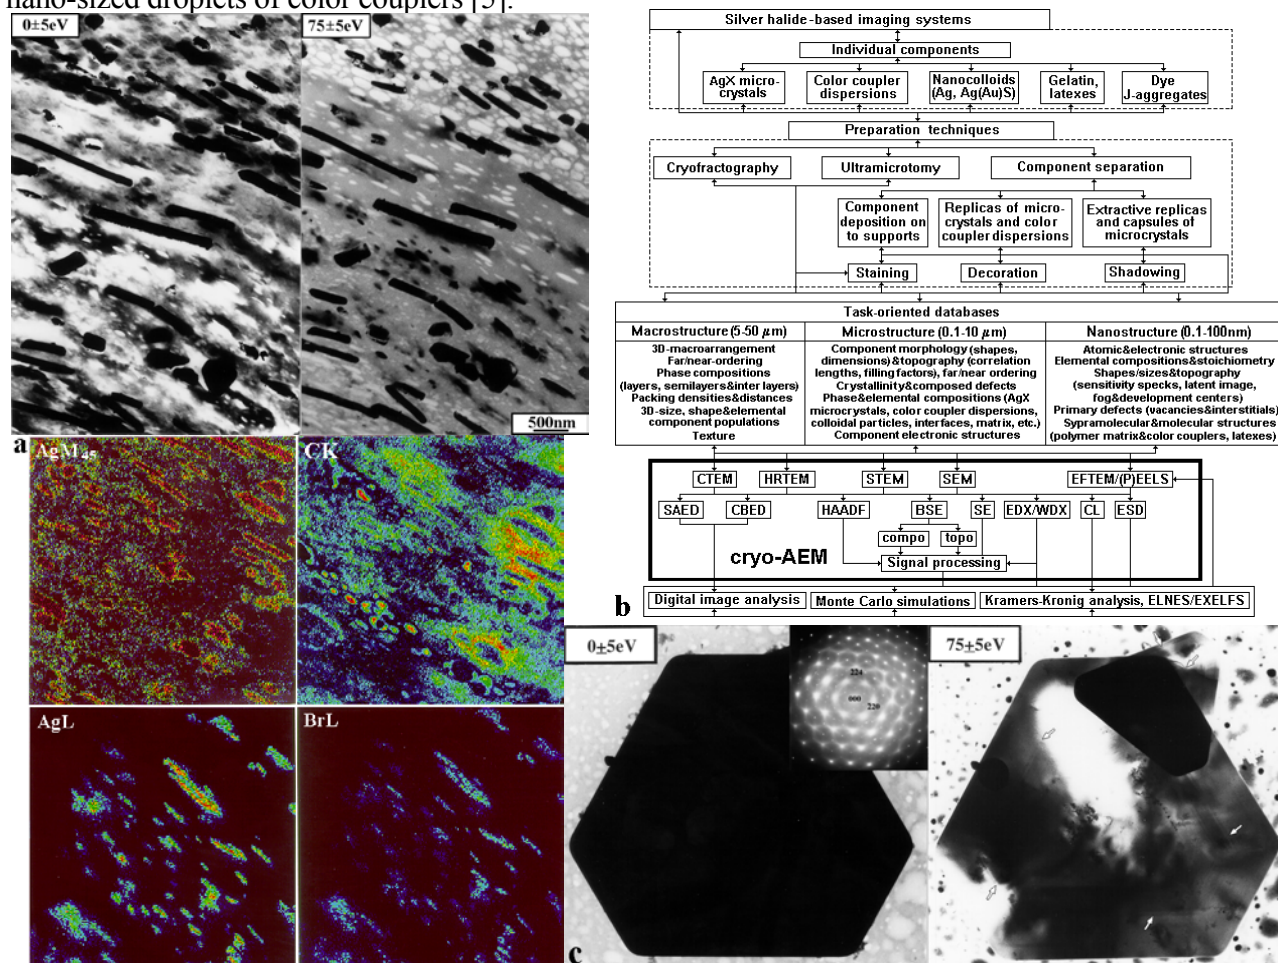 nano-sized droplets of color couplers [5].
0±5eV
75±5eV
500nm
a
AgM₄₅
CK
AgL
BrL
Silver halide-based imaging systems
Individual components
AgX micro-
crystals
Color coupler
dispersions
Nanocolloids
(Ag, Ag(Au)S)
Gelatin,
latexes
Dye
J-aggregates
Preparation techniques
Cryofractography
Ultramicrotomy
Component separation
Component
deposition on
to supports
Replicas of micro-
crystals and color
coupler dispersions
Extractive replicas
and capsules of
microcrystals
Staining
Decoration
Shadowing
Task-oriented databases
Macrostructure (5-50 µm)
3D-macroarrangement
Far/near-ordering
Phase compositions
(layers, semilayers&inter layers)
Packing densities&distances
3D-size, shape&elemental
component populations
Texture
Microstructure (0.1-10 µm)
Component morphology (shapes,
dimensions)&topography (correlation
lengths, filling factors), far/near ordering
Crystallinity&composed defects
Phase&elemental compositions (AgX
microcrystals, color coupler dispersions,
colloidal particles, interfaces, matrix, etc.)
Component electronic structures
Nanostructure (0.1-100nm)
Atomic&electronic structures
Elemental compositions&stoichiometry
Shapes/sizes&topography
(sensitivity specks, latent image,
fog&development centers)
Primary defects (vacancies&interstitials)
Sypramolecular&molecular structures
(polymer matrix&color couplers, latexes)
CTEM
HRTEM
STEM
SEM
EFTEM/(P)EELS
SAED
CBED
HAADF
BSE
SE
EDX/WDX
CL
ESD
compo
topo
cryo-AEM
Signal processing
b
Digital image analysis
Monte Carlo simulations
Kramers-Kronig analysis, ELNES/EXELFS
0±5eV
224
000
220
75±5eV
c